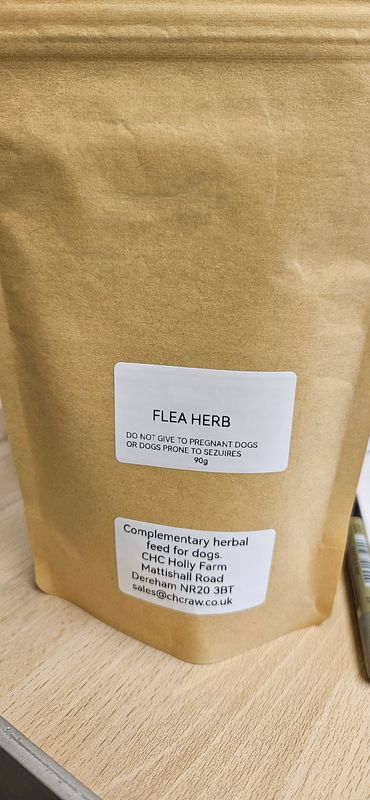 FLEA HERB
DO NOT GIVE TO PREGNANT DOGS
OR DOGS PRONE TO SEZUIRES
90g
Complementary herbal
feed for dogs.
CHC Holly Farm
Mattishall Road
Dereham NR20 3BT
sales@chcraw.co.uk